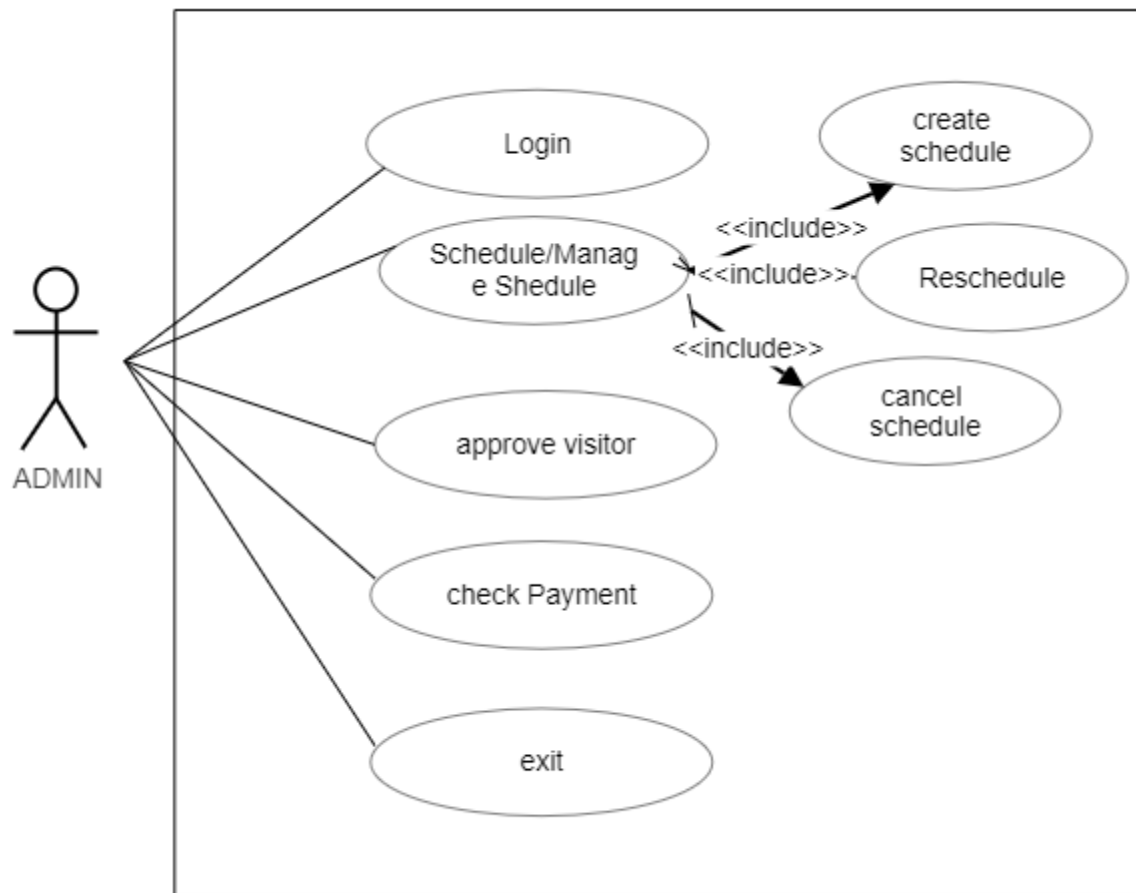 create
schedule
Login
<<include>>
Schedule/Manag
e Shedule
<<include>>
Reschedule
<<include>>
cancel
schedule
approve visitor
ADMIN
check Payment
exit